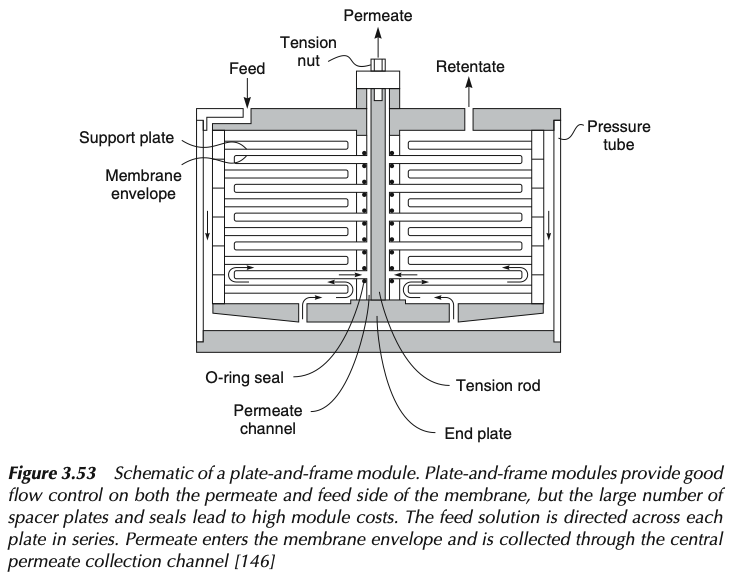 Permeate
Tension
nut
Feed
Retentate
Support plate
Pressure
tube
Membrane
envelope
O-ring seal
Tension rod
Permeate
channel
End plate
Figure 3.53 Schematic of a plate-and-frame module. Plate-and-frame modules provide good
flow control on both the permeate and feed side of the membrane, but the large number of
spacer plates and seals lead to high module costs. The feed solution is directed across each
plate in series. Permeate enters the membrane envelope and is collected through the central
permeate collection channel [146]